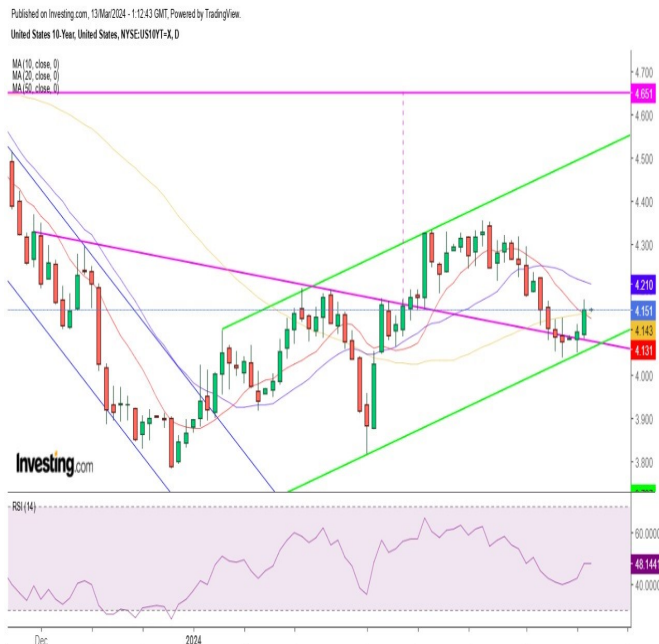 Published on Investing.com, 13/Mar/2024 - 1:12:43 GMT, Powered by TradingView.
United States 10-Year, United States, NYSE:US10YT=X, D
MA (10, close, 0)
MA (20, close, 0)
MA (50, close, 0)
4.700
4.651
4.600
4.500
4.400
4.300
4.210
4.151
4.143
4.131
4.000
3.900
3.800
Investing.com
RSI (14)
60.0000
48.1441
40.0000
Dec
2024